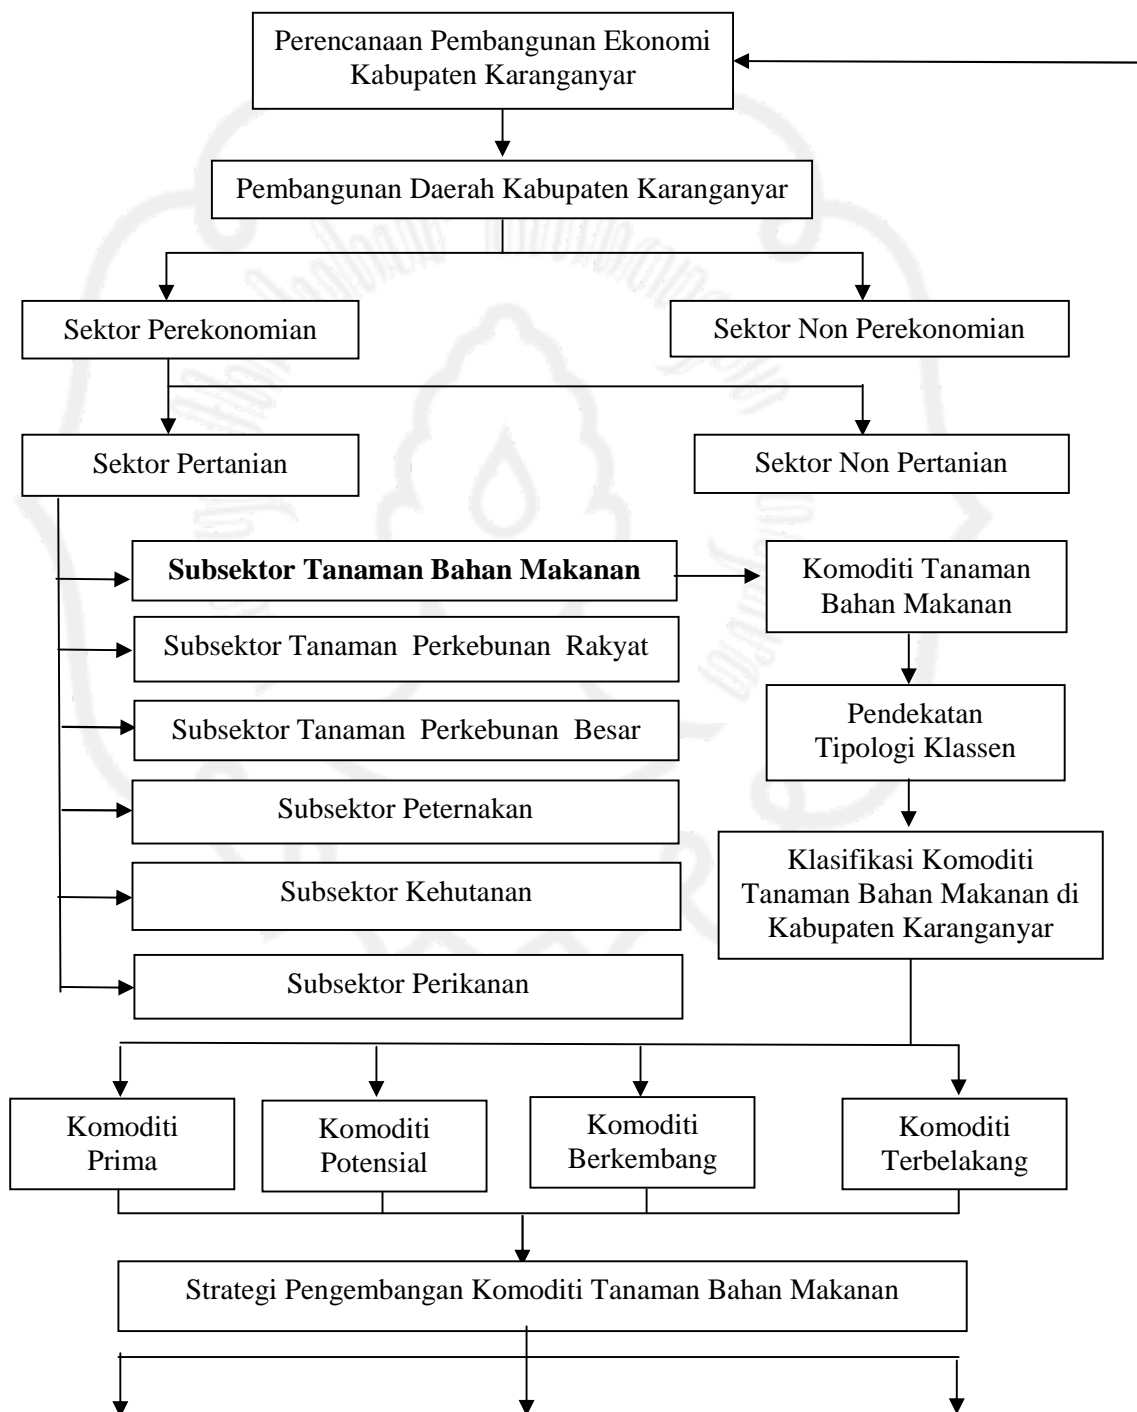 Perencanaan Pembangunan Ekonomi
Kabupaten Karanganyar
Pembangunan Daerah Kabupaten Karanganyar
Sektor Perekonomian
Sektor Non Perekonomian
Sektor Pertanian
Sektor Non Pertanian
Subsektor Tanaman Bahan Makanan
Komoditi Tanaman
Bahan Makanan
Subsektor Tanaman Perkebunan Rakyat
Subsektor Tanaman Perkebunan Besar
Pendekatan
Tipologi Klassen
Subsektor Peternakan
Subsektor Kehutanan
Klasifikasi Komoditi
Tanaman Bahan Makanan di
Kabupaten Karanganyar
Subsektor Perikanan
Komoditi
Prima
Komoditi
Potensial
Komoditi
Berkembang
Komoditi
Terbelakang
Strategi Pengembangan Komoditi Tanaman Bahan Makanan